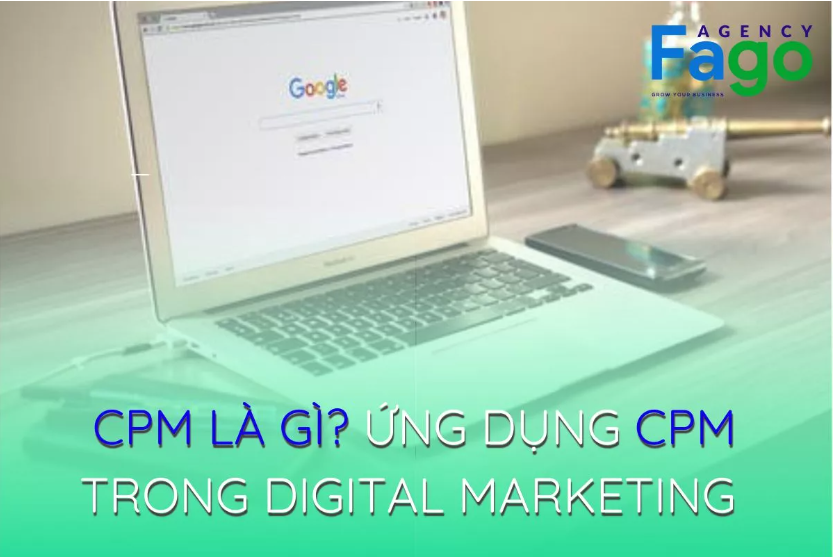 AGENCY
Fago
GROW YOUR BUSINESS
Google
CPM LÀ GÌ? ỨNG DỤNG CPM
TRONG DIGITAL MARKETING